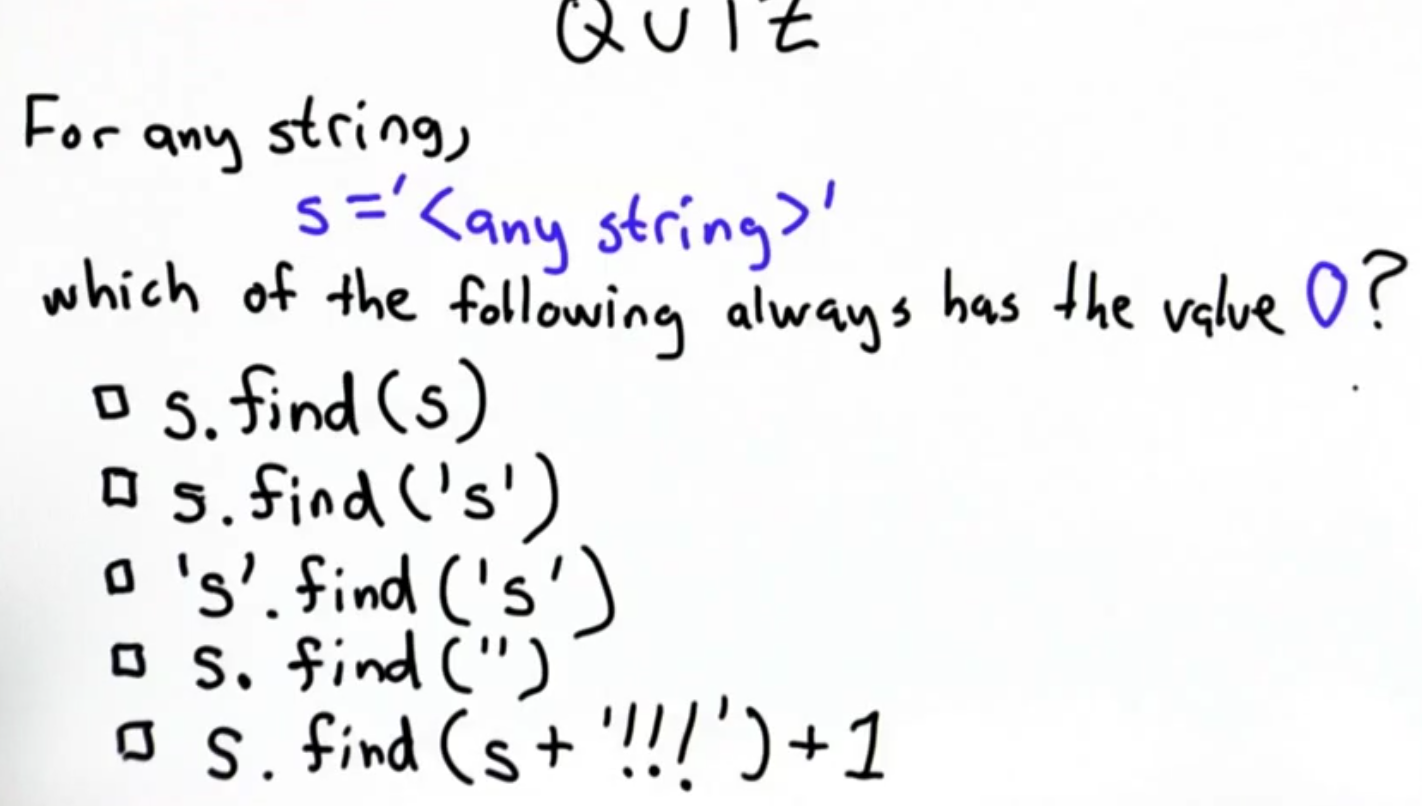 QUIZ
For any string,
s = '<any string>'
which of the following always has the value 0?
s.find(s)
s.find('s')
's'.find('s')
s.find('')
s.find(s + '!!!') + 1